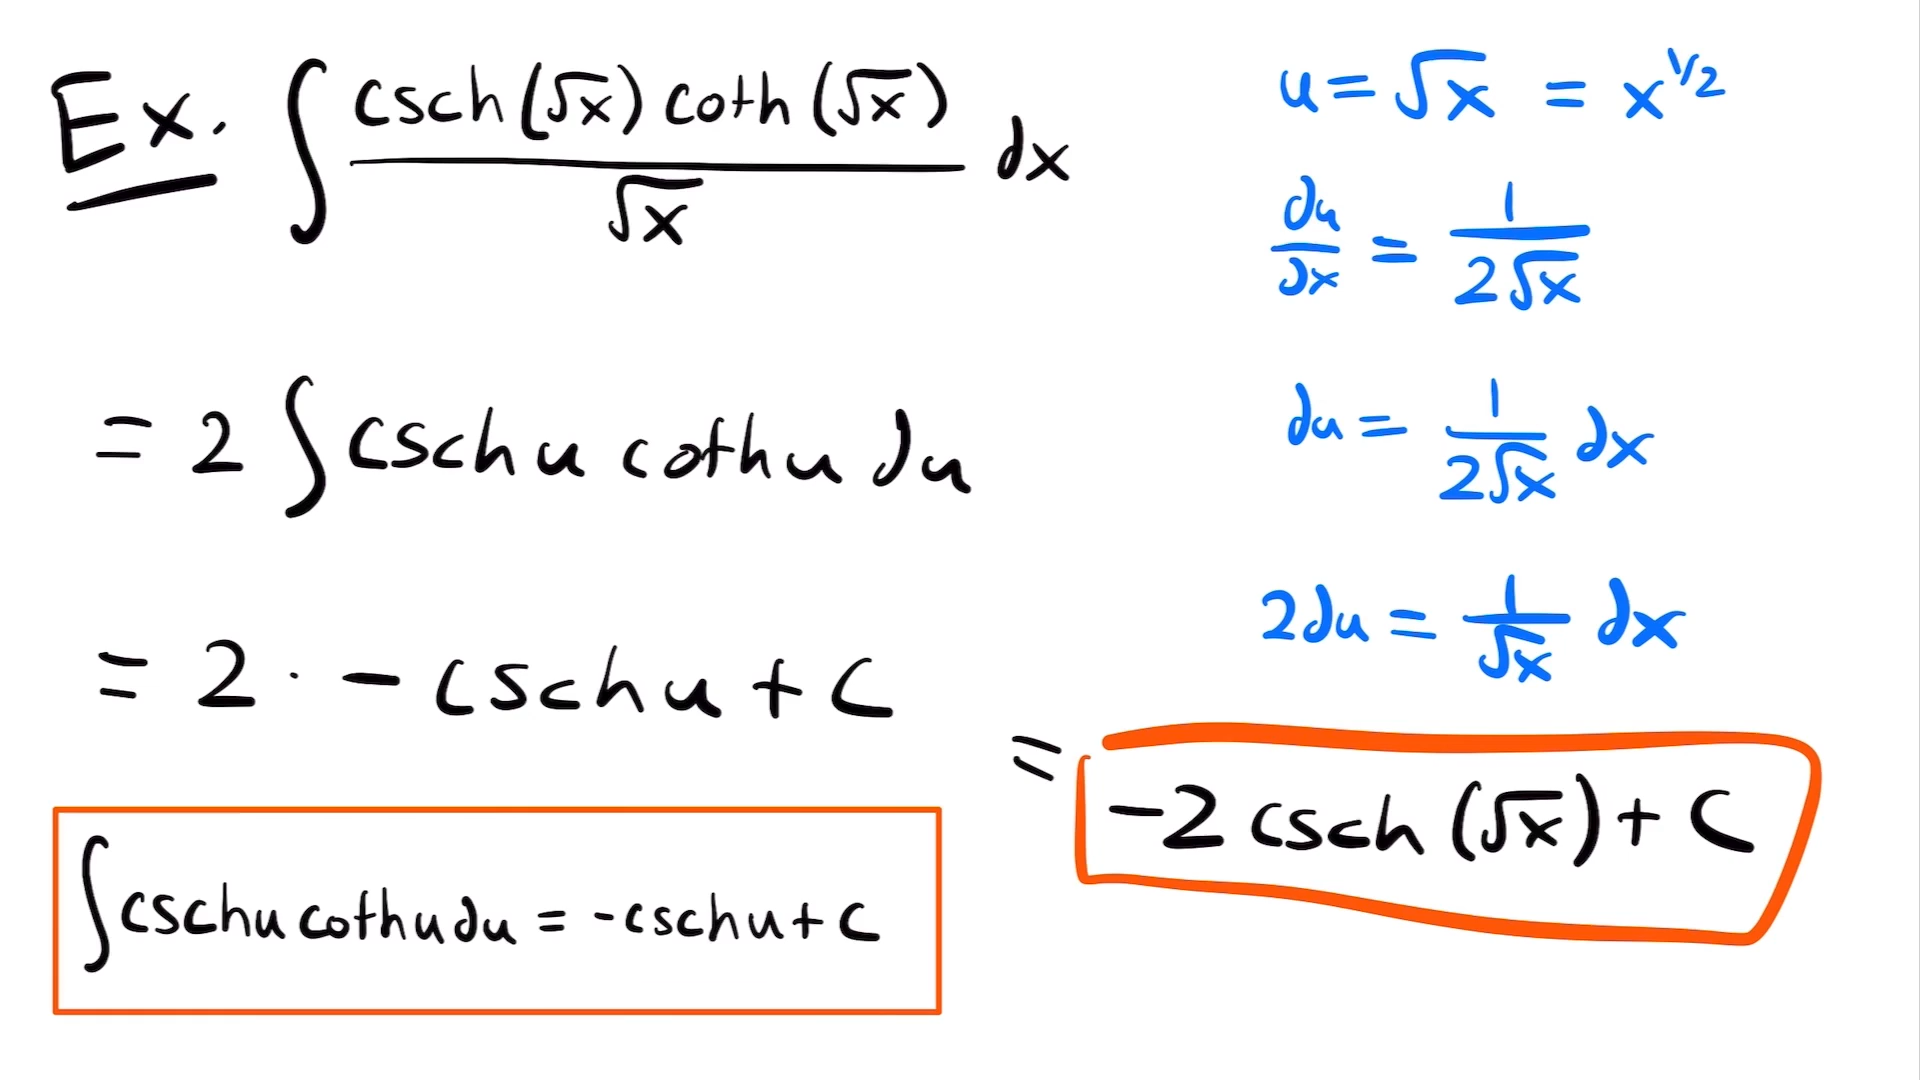 Ex. ∫ csch(√x) coth(√x) / √x dx
= 2 ∫ csch u coth u du
= 2 · - csch u + C
∫ csch u coth u du = -csch u + C
u = √x = x^1/2
du/dx = 1/2√x
du = 1/2√x dx
2du = 1/√x dx
= -2 csch (√x) + C